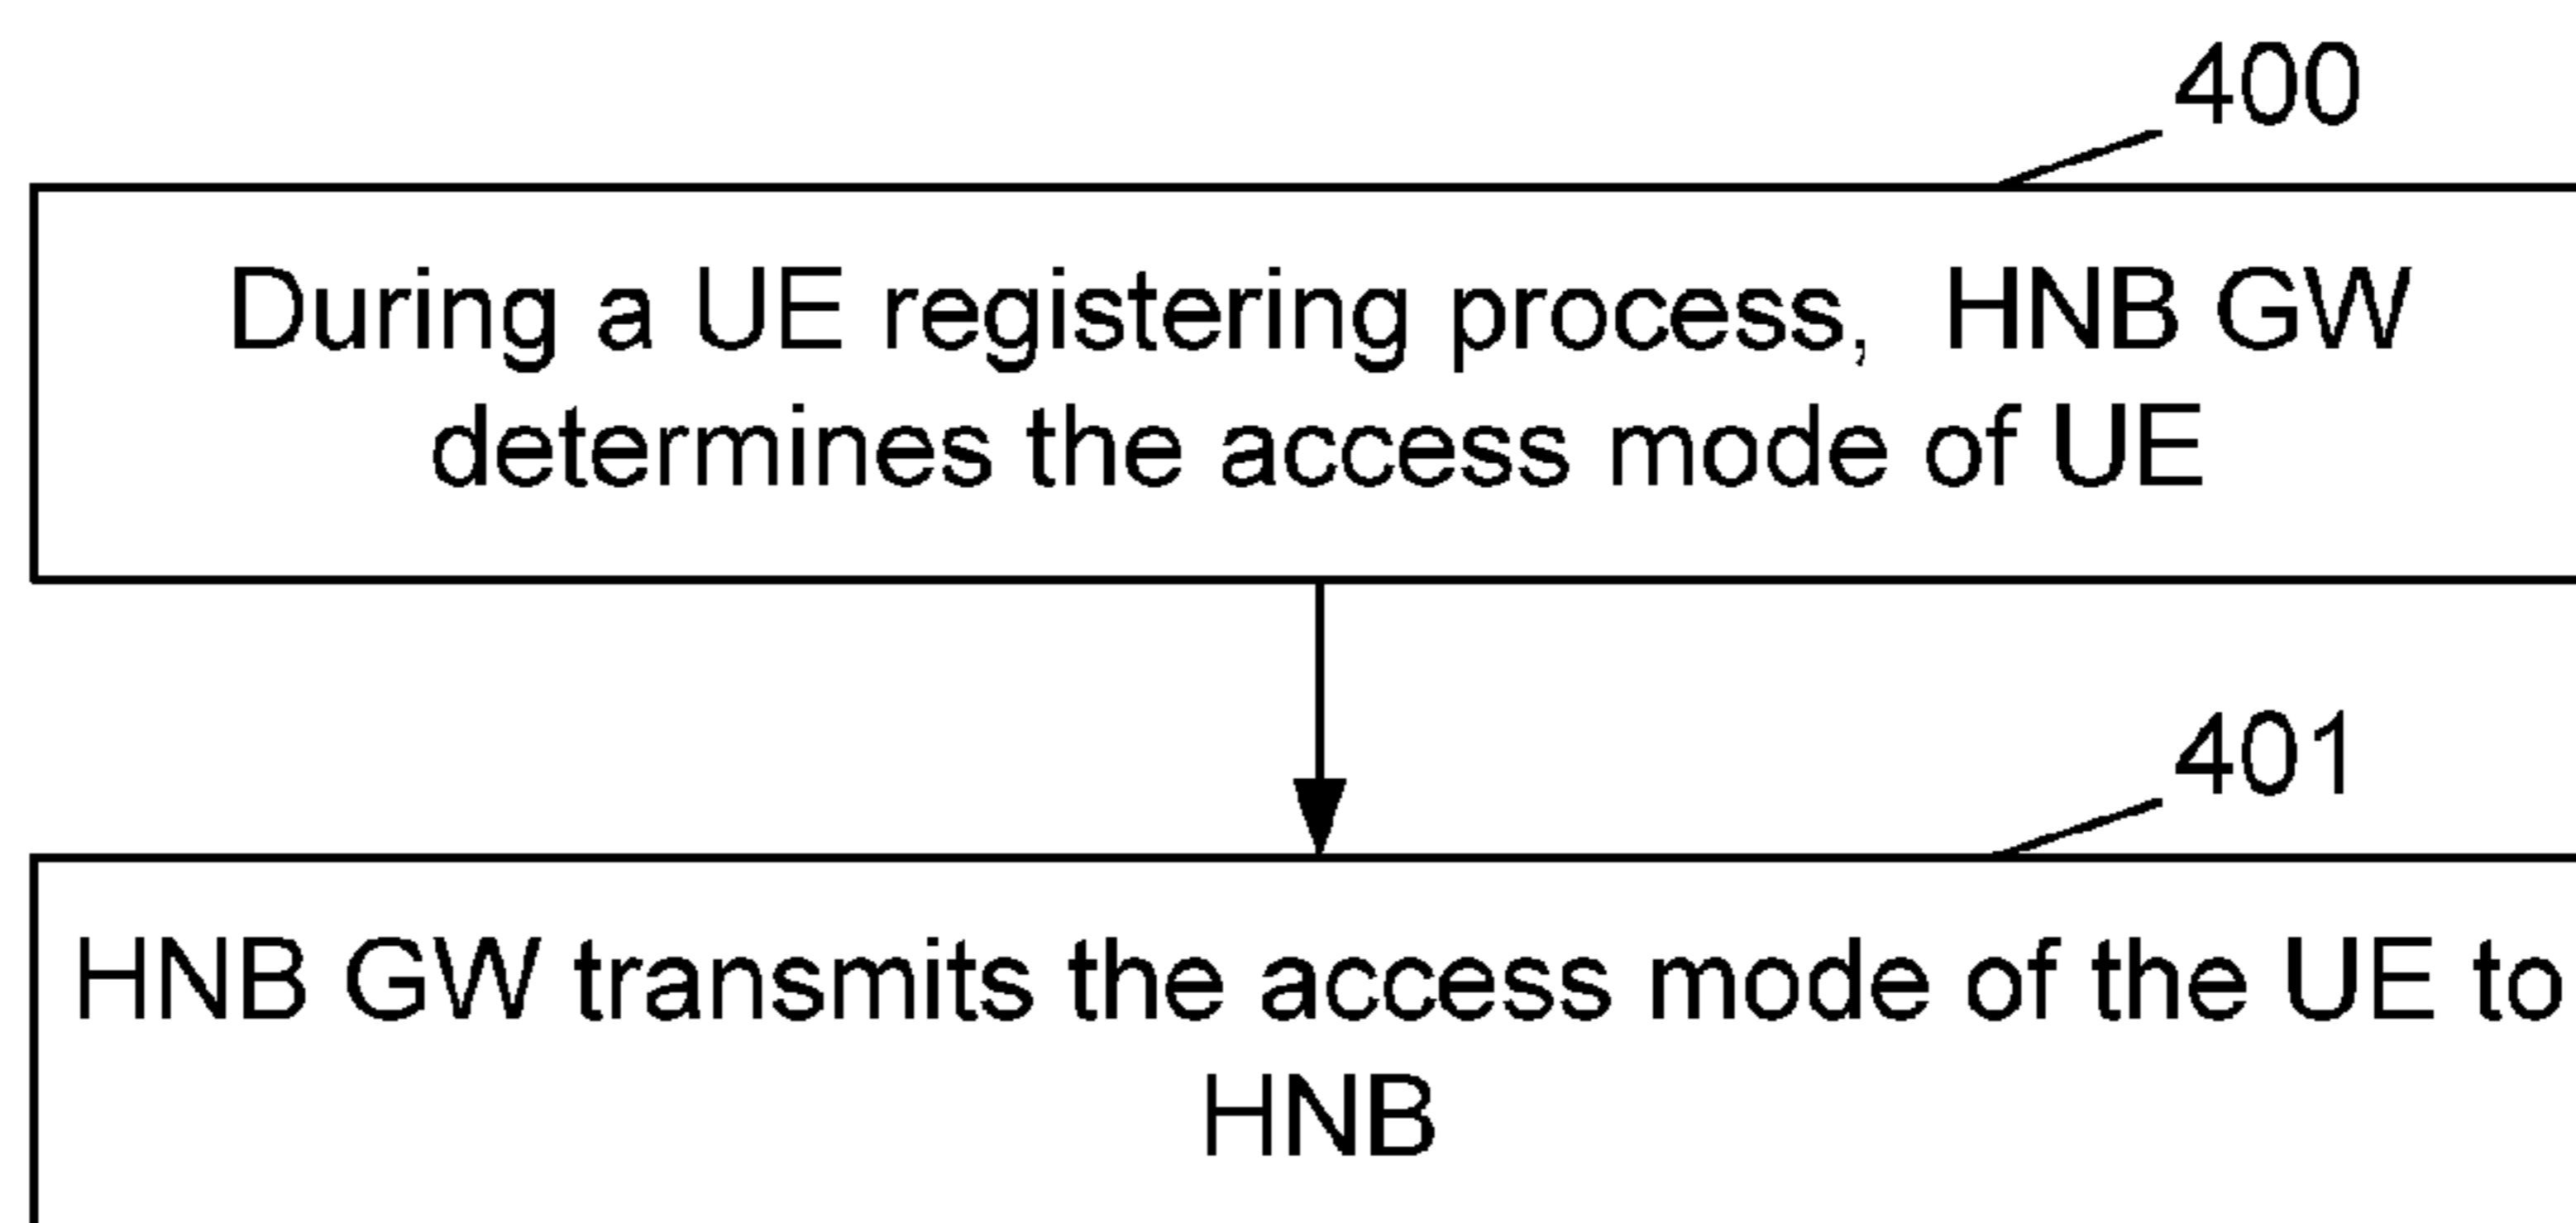 400
During a UE registering process, HNB GW
determines the access mode of UE
401
HNB GW transmits the access mode of the UE to
HNB